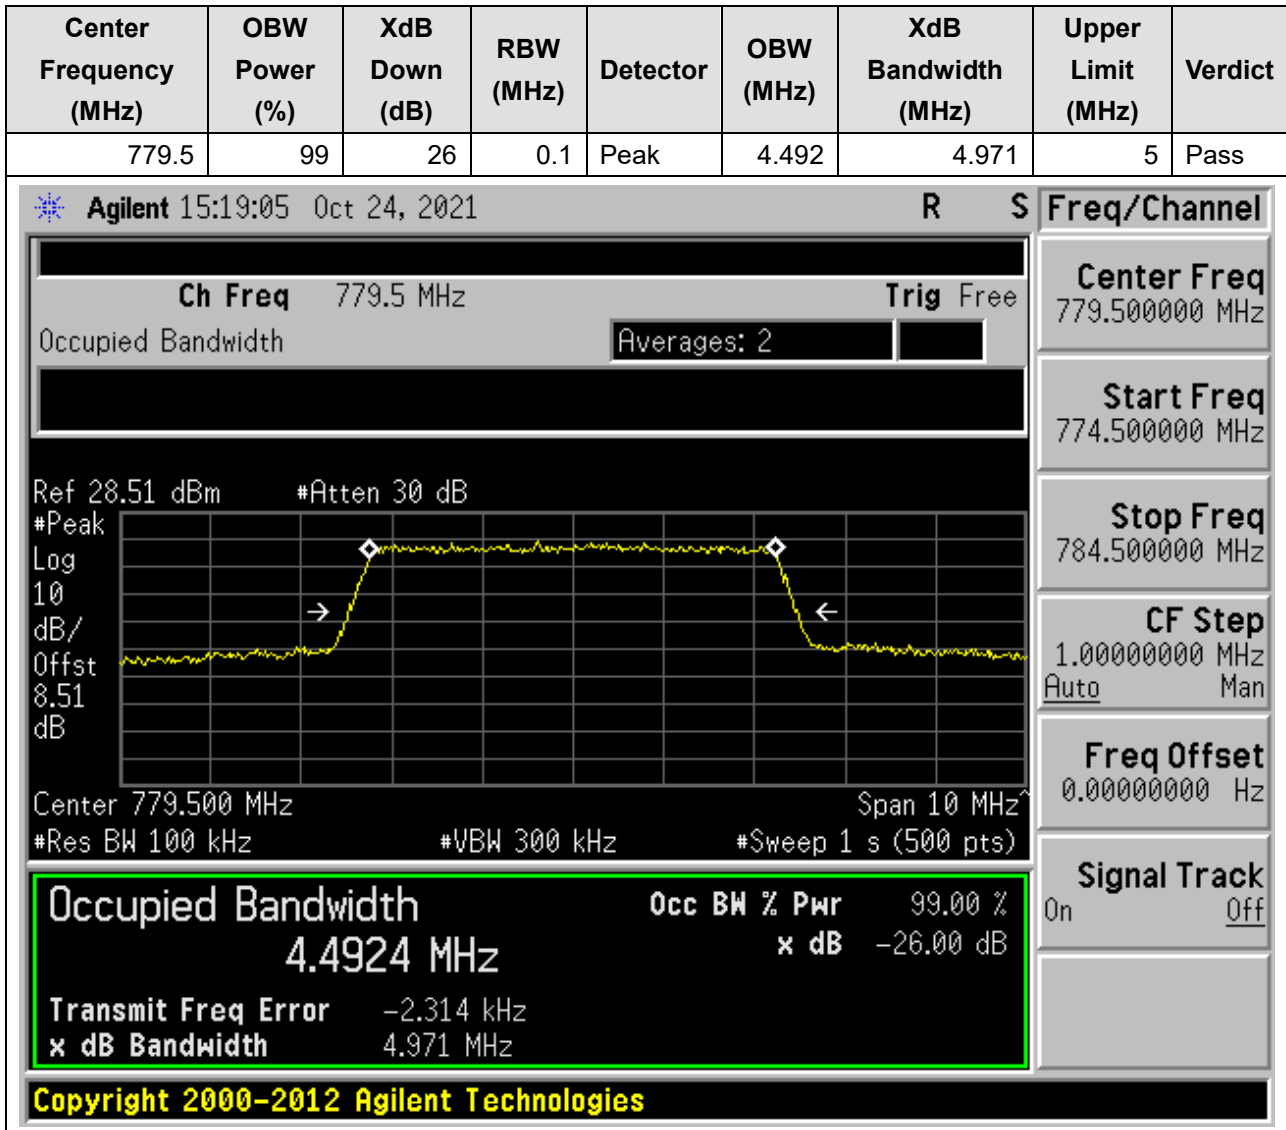 Center Frequency (MHz) OBW Power (%) XdB Down (dB) RBW (MHz) Detector OBW (MHz) XdB Bandwidth (MHz) Upper Limit (MHz) Verdict
779.5 99 26 0.1 Peak 4.492 4.971 5 Pass
Agilent 15:19:05 Oct 24, 2021 R S
Freq/Channel
Ch Freq 779.5 MHz Trig Free
Occupied Bandwidth Averages: 2
Center Freq
779.500000 MHz
Start Freq
774.500000 MHz
Stop Freq
784.500000 MHz
CF Step
1.00000000 MHz
Auto Man
Freq Offset
0.00000000 Hz
Signal Track
On Off
Ref 28.51 dBm #Atten 30 dB
#Peak
Log
10
dB/
Offst
8.51
dB
Center 779.500 MHz Span 10 MHz^
#Res BW 100 kHz #VBW 300 kHz #Sweep 1 s (500 pts)
Occupied Bandwidth Occ BW % Pwr 99.00 %
4.4924 MHz x dB -26.00 dB
Transmit Freq Error -2.314 kHz
x dB Bandwidth 4.971 MHz
Copyright 2000-2012 Agilent Technologies